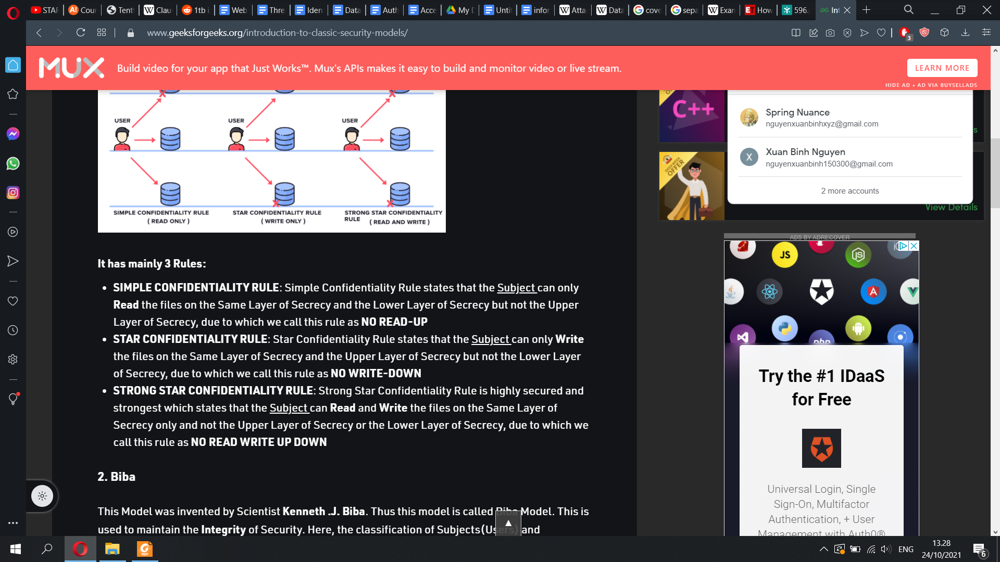 STAR
Cour
Tent
Clau
1tb i
Web
Thre
Iden
Data
Auth
Acce
My D
Unti
infor
Atta
Data
cove
sepa
Exan
How
596.
Int
www.geeksforgeeks.org/introduction-to-classic-security-models/
3
MUX Build video for your app that Just Works™. Mux's APIs makes it easy to build and monitor video or live stream.
LEARN MORE
HIDE AD • AD VIA BUYSELLADS
USER USER USER
SIMPLE CONFIDENTIALITY RULE
( READ ONLY )
STAR CONFIDENTIALITY RULE
( WRITE ONLY )
STRONG STAR CONFIDENTIALITY
RULE ( READ AND WRITE )
It has mainly 3 Rules:
• SIMPLE CONFIDENTIALITY RULE: Simple Confidentiality Rule states that the Subject can only
Read the files on the Same Layer of Secrecy and the Lower Layer of Secrecy but not the Upper
Layer of Secrecy, due to which we call this rule as NO READ-UP
• STAR CONFIDENTIALITY RULE: Star Confidentiality Rule states that the Subject can only Write
the files on the Same Layer of Secrecy and the Upper Layer of Secrecy but not the Lower Layer
of Secrecy, due to which we call this rule as NO WRITE-DOWN
• STRONG STAR CONFIDENTIALITY RULE: Strong Star Confidentiality Rule is highly secured and
strongest which states that the Subject can Read and Write the files on the Same Layer of
Secrecy only and not the Upper Layer of Secrecy or the Lower Layer of Secrecy, due to which we
call this rule as NO READ WRITE UP DOWN
2. Biba
This Model was invented by Scientist Kenneth .J. Biba. Thus this model is called Biba Model. This is
used to maintain the Integrity of Security. Here, the classification of Subjects(Users) and
C++
Spring Nuance
nguyenxuanbinhxyz@gmail.com
X
Xuan Binh Nguyen
nguyenxuanbinh150300@gmail.com
2 more accounts
GEEKWEEK
OFFER
View Details
ADS BY ADRECOVER
JS
JS
A
php
Try the #1 IDaaS
for Free
Universal Login, Single
Sign-On, Multifactor
Authentication, + User
Management with Auth0®
PDF
ENG
13.28
24/10/2021
6